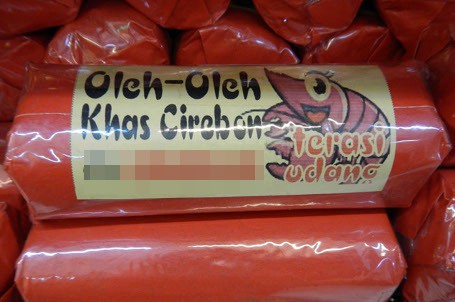 Oleh-Oleh
Khas Cirebon
terasi
udang